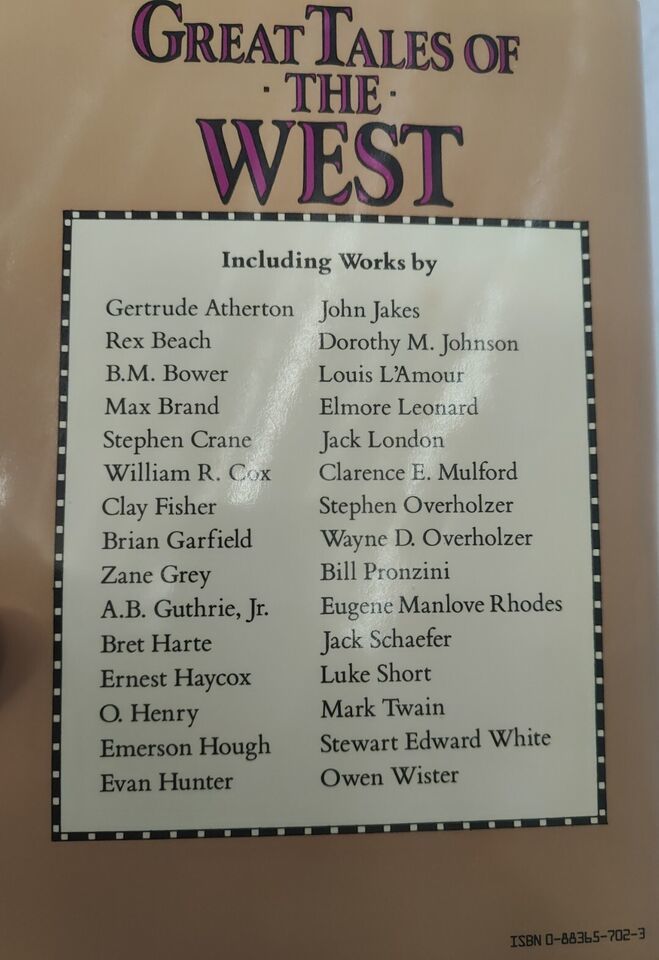 GREAT TALES OF
· THE ·
WEST
Including Works by
Gertrude Atherton
Rex Beach
B.M. Bower
Max Brand
Stephen Crane
William R. Cox
Clay Fisher
Brian Garfield
Zane Grey
A.B. Guthrie, Jr.
Bret Harte
Ernest Haycox
O. Henry
Emerson Hough
Evan Hunter
John Jakes
Dorothy M. Johnson
Louis L'Amour
Elmore Leonard
Jack London
Clarence E. Mulford
Stephen Overholzer
Wayne D. Overholzer
Bill Pronzini
Eugene Manlove Rhodes
Jack Schaefer
Luke Short
Mark Twain
Stewart Edward White
Owen Wister
ISBN 0-88365-702-3